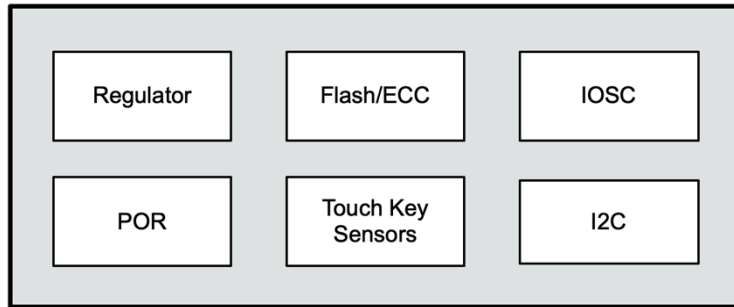 Regulator
Flash/ECC
IOSC
POR
Touch Key
Sensors
I2C